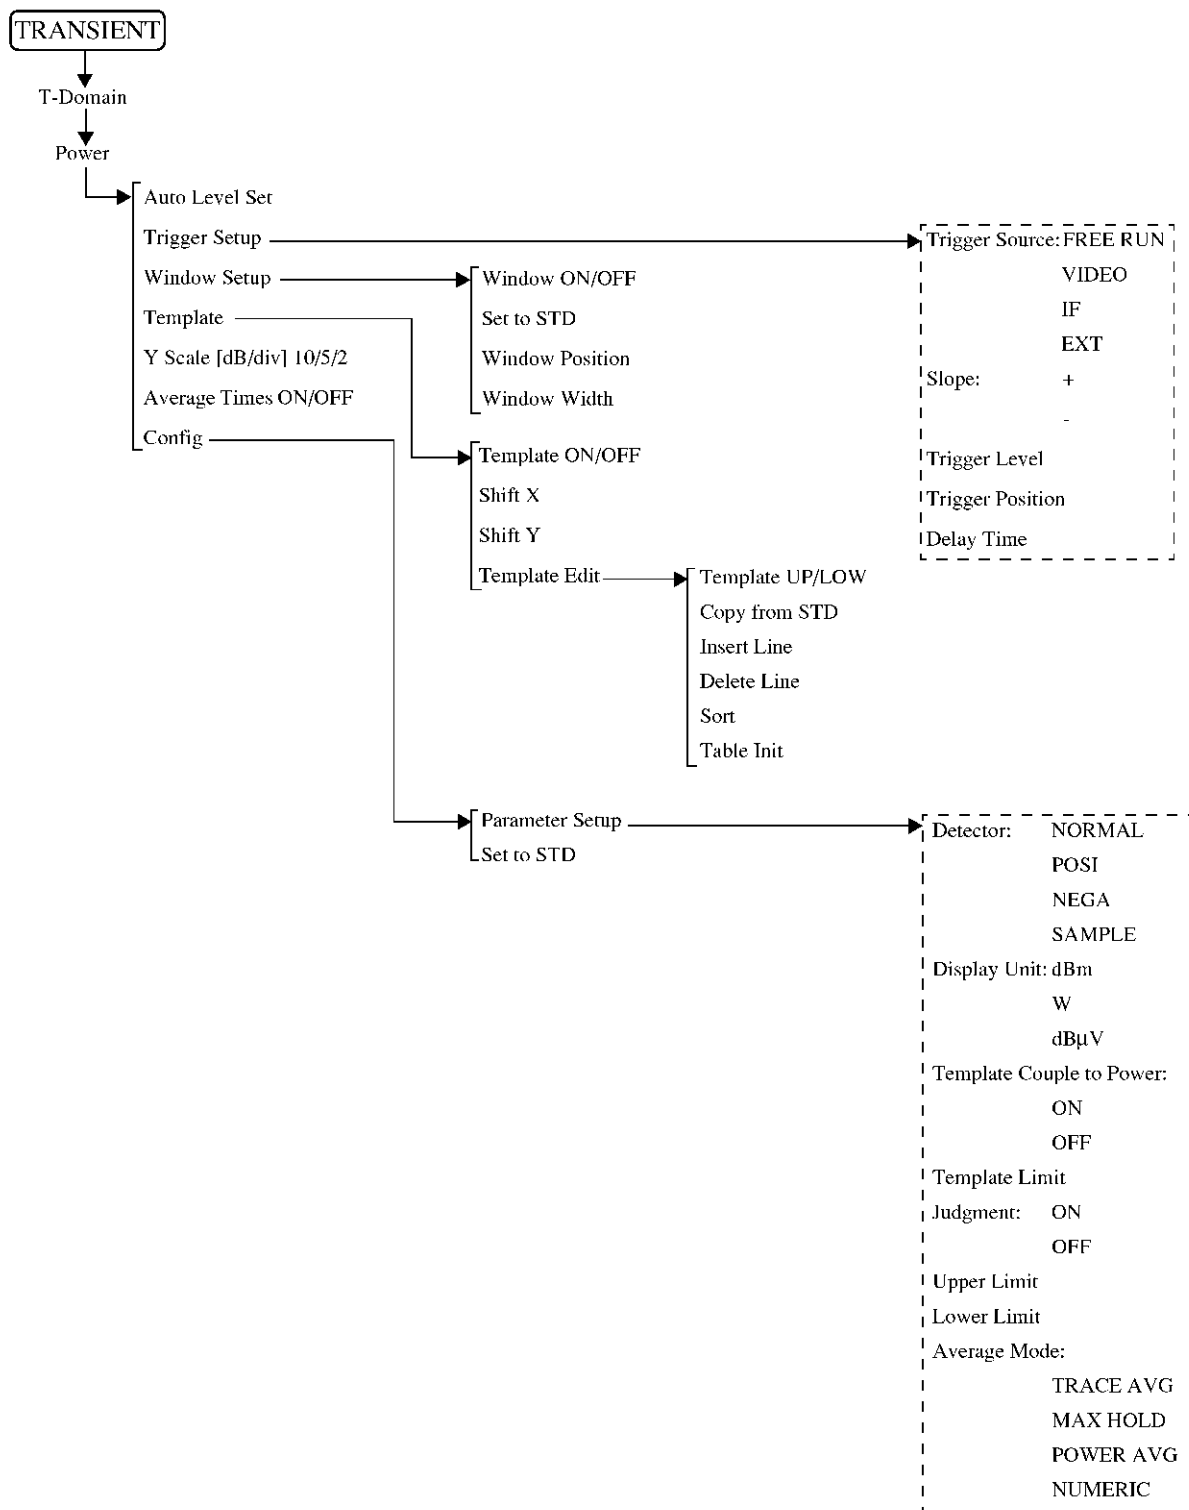 TRANSIENT
T-Domain
Power
Auto Level Set
Trigger Setup
Window Setup
Template
Y Scale [dB/div] 10/5/2
Average Times ON/OFF
Config
Window ON/OFF
Set to STD
Window Position
Window Width
Template ON/OFF
Shift X
Shift Y
Template Edit
Template UP/LOW
Copy from STD
Insert Line
Delete Line
Sort
Table Init
Trigger Source: FREE RUN
VIDEO
IF
EXT
Slope: +
-
Trigger Level
Trigger Position
Delay Time
Parameter Setup
Set to STD
Detector: NORMAL
POSI
NEGA
SAMPLE
Display Unit: dBm
W
dBµV
Template Couple to Power:
ON
OFF
Template Limit
Judgment: ON
OFF
Upper Limit
Lower Limit
Average Mode:
TRACE AVG
MAX HOLD
POWER AVG
NUMERIC